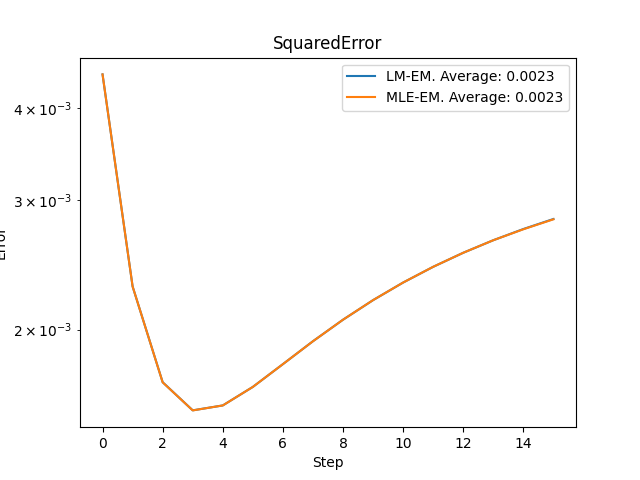 SquaredError
LM-EM. Average: 0.0023
MLE-EM. Average: 0.0023
4 × 10⁻³
3 × 10⁻³
2 × 10⁻³
Error
0 2 4 6 8 10 12 14
Step